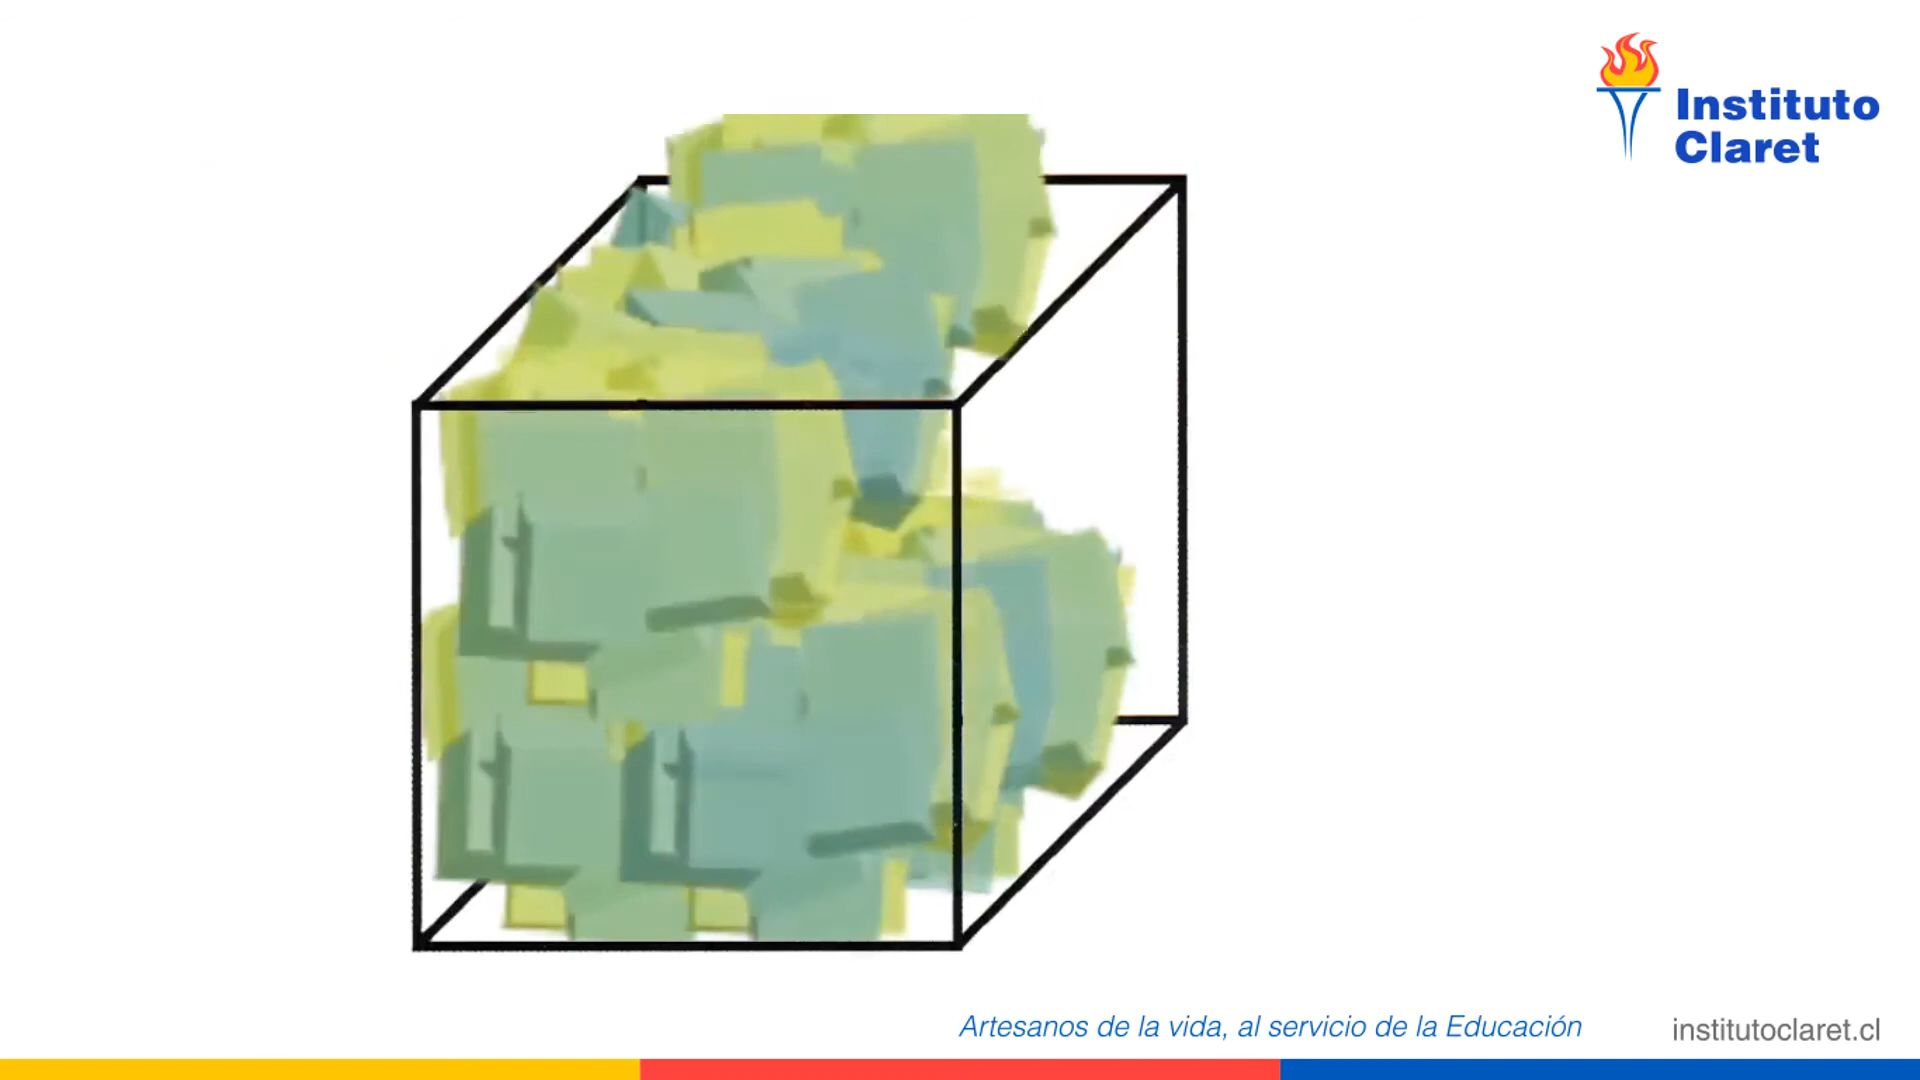 Instituto
Claret
Artesanos de la vida, al servicio de la Educación
institutoclaret.cl